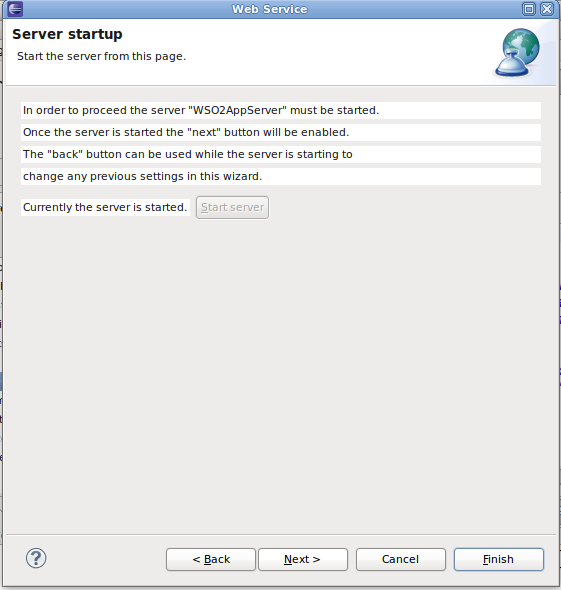 Web Service
Server startup
Start the server from this page.
In order to proceed the server "WSO2AppServer" must be started.
Once the server is started the "next" button will be enabled.
The "back" button can be used while the server is starting to
change any previous settings in this wizard.
Currently the server is started. Start server
? < Back Next > Cancel Finish